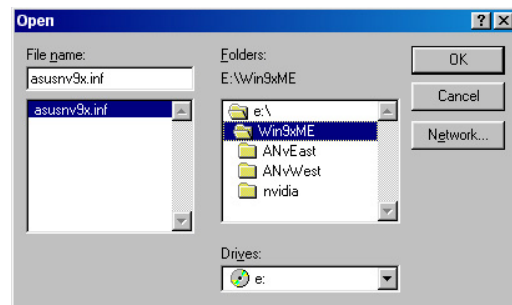 Open
File name:
asusnv9x.inf
asusnv9x.inf
Folders:
E:\Win9xME
e:\
Win9xME
ANvEast
ANvWest
nvidia
Drives:
e:
OK
Cancel
Network...